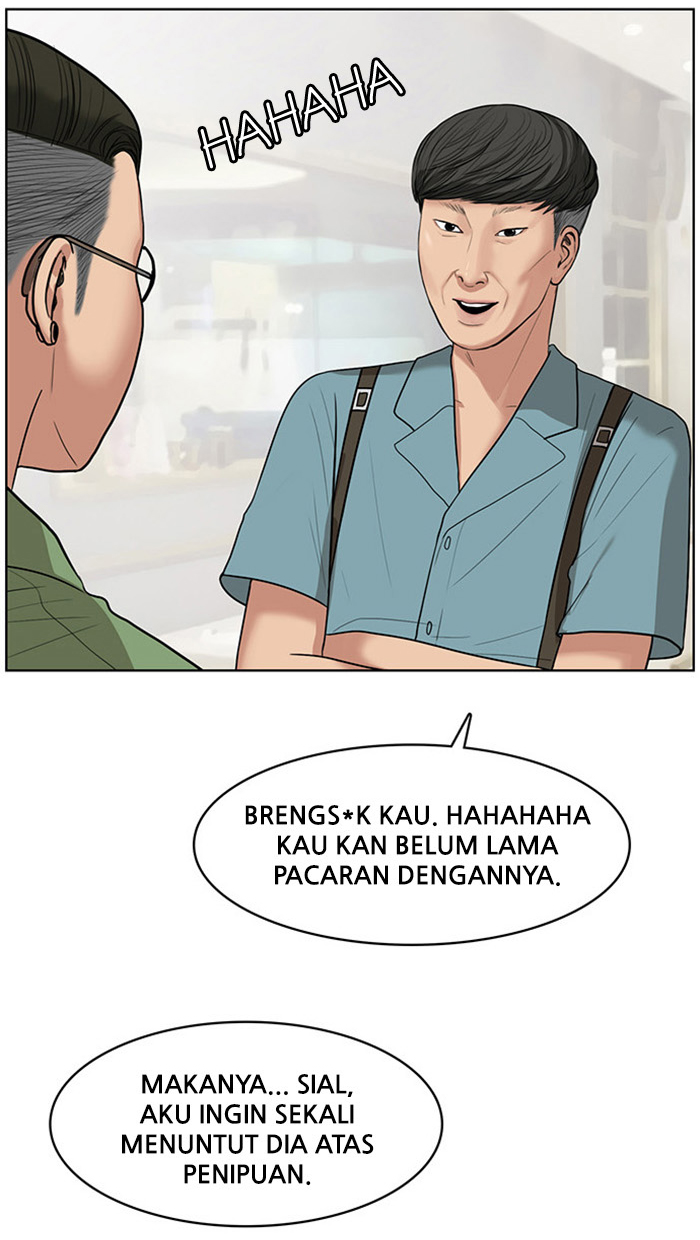 HAHAHA
BRENGS*K KAU. HAHAHAHA
KAU KAN BELUM LAMA
PACARAN DENGANNYA.
MAKANYA... SIAL,
AKU INGIN SEKALI
MENUNTUT DIA ATAS
PENIPUAN.